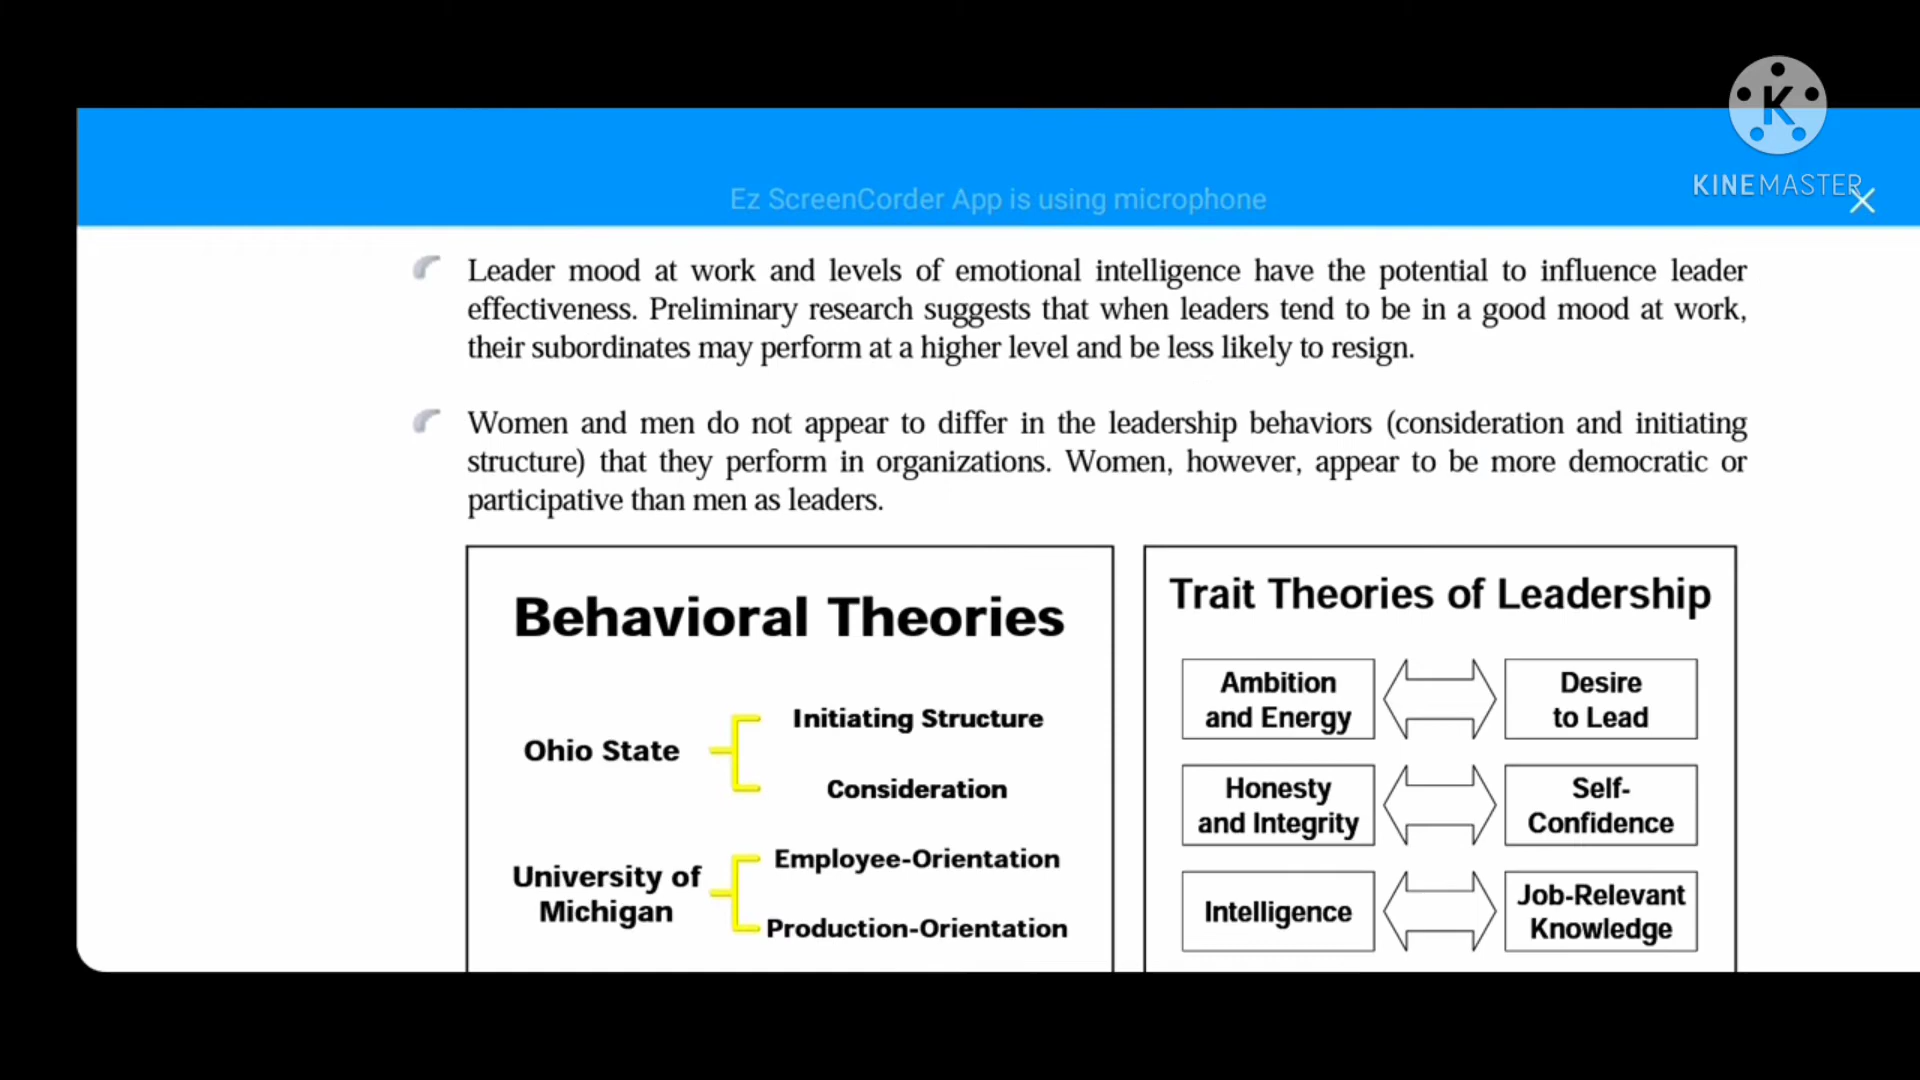 K
KINEMASTER
Ez ScreenCorder App is using microphone
Leader mood at work and levels of emotional intelligence have the potential to influence leader
effectiveness. Preliminary research suggests that when leaders tend to be in a good mood at work,
their subordinates may perform at a higher level and be less likely to resign.
Women and men do not appear to differ in the leadership behaviors (consideration and initiating
structure) that they perform in organizations. Women, however, appear to be more democratic or
participative than men as leaders.
Behavioral Theories
Ohio State
Initiating Structure
Consideration
University of
Michigan
Employee-Orientation
Production-Orientation
Trait Theories of Leadership
Ambition
and Energy
Desire
to Lead
Honesty
and Integrity
Self-
Confidence
Intelligence
Job-Relevant
Knowledge